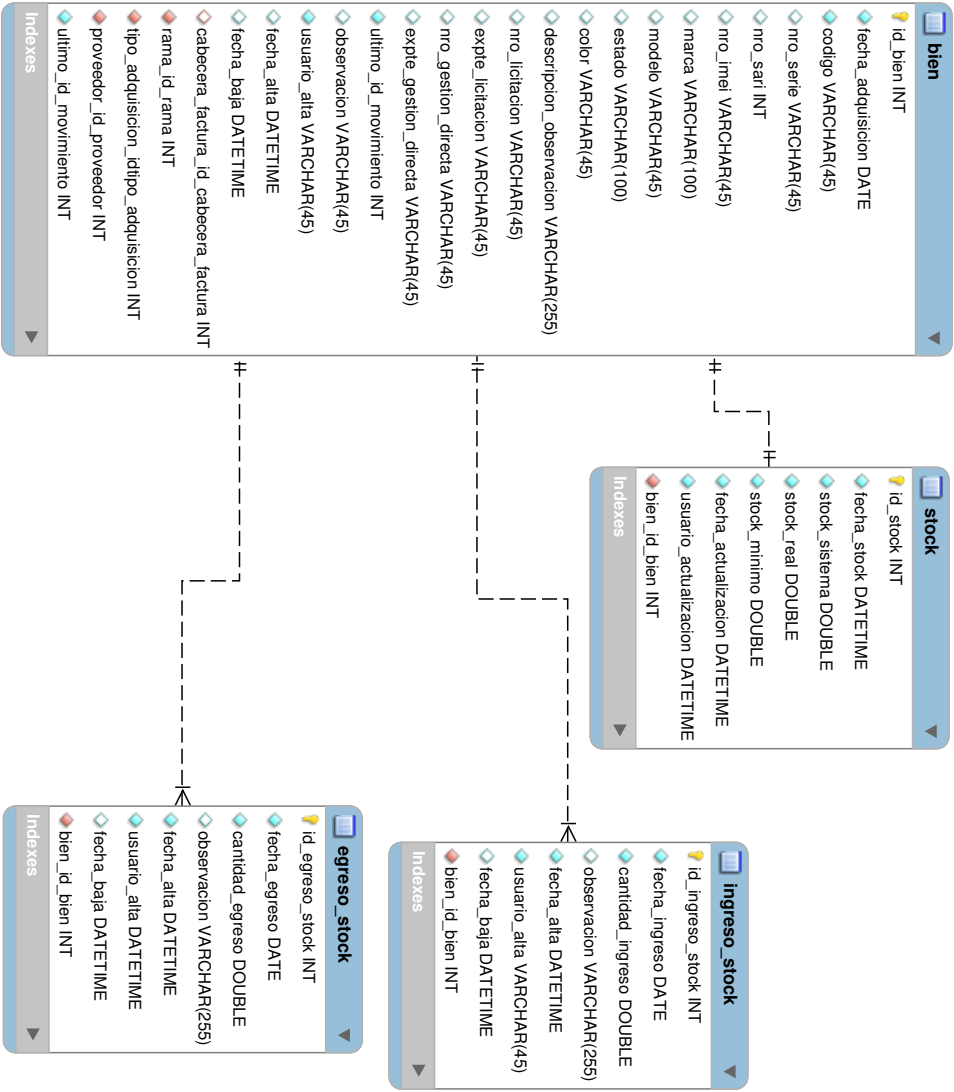 bien
id_bien INT
fecha_adquisicion DATE
codigo VARCHAR(45)
nro_serie VARCHAR(45)
nro_sari INT
nro_imei VARCHAR(45)
marca VARCHAR(100)
modelo VARCHAR(45)
estado VARCHAR(100)
color VARCHAR(45)
descripcion_observacion VARCHAR(255)
nro_licitacion VARCHAR(45)
expte_licitacion VARCHAR(45)
nro_gestion_directa VARCHAR(45)
expte_gestion_directa VARCHAR(45)
ultimo_id_movimiento INT
observacion VARCHAR(45)
usuario_alta VARCHAR(45)
fecha_alta DATETIME
fecha_baja DATETIME
cabecera_factura_id_cabecera_factura INT
rama_id_rama INT
tipo_adquisicion_idtipo_adquisicion INT
proveedor_id_proveedor INT
ultimo_id_movimiento INT
Indexes
stock
id_stock INT
fecha_stock DATETIME
stock_sistema DOUBLE
stock_real DOUBLE
stock_minimo DOUBLE
fecha_actualizacion DATETIME
usuario_actualizacion DATETIME
bien_id_bien INT
Indexes
ingreso_stock
id_ingreso_stock INT
fecha_ingreso DATE
cantidad_ingreso DOUBLE
observacion VARCHAR(255)
fecha_alta DATETIME
usuario_alta VARCHAR(45)
fecha_baja DATETIME
bien_id_bien INT
Indexes
egreso_stock
id_egreso_stock INT
fecha_egreso DATE
cantidad_egreso DOUBLE
observacion VARCHAR(255)
fecha_alta DATETIME
usuario_alta DATETIME
fecha_baja DATETIME
bien_id_bien INT
Indexes